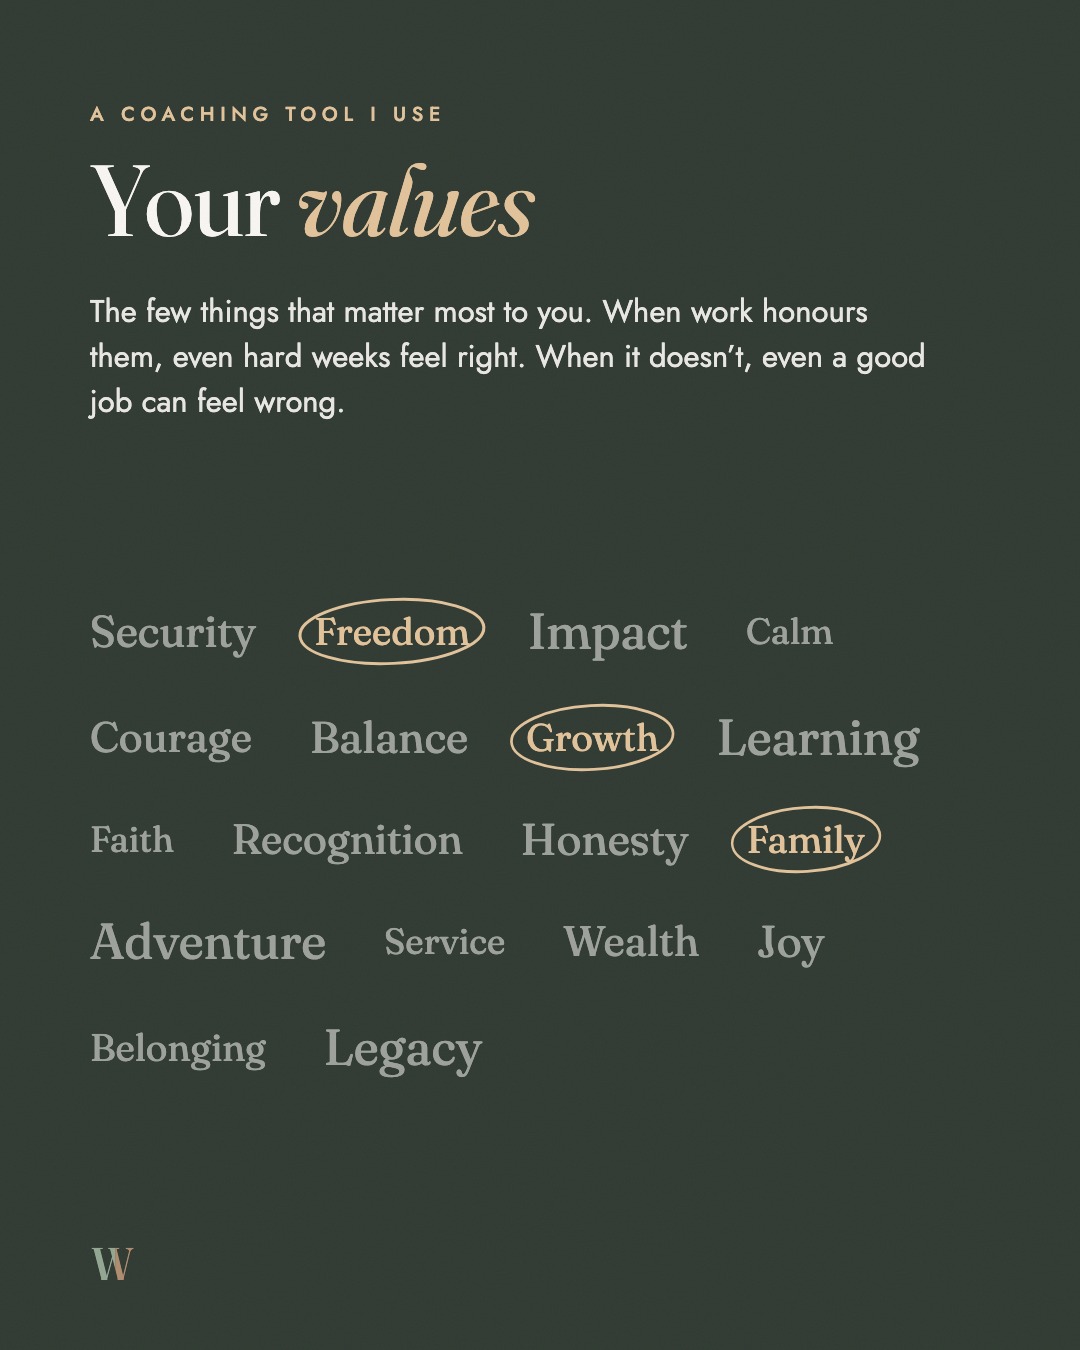 A COACHING TOOL I USE
Your values
The few things that matter most to you. When work honours
them, even hard weeks feel right. When it doesn’t, even a good
job can feel wrong.
Security Freedom Impact Calm
Courage Balance Growth Learning
Faith Recognition Honesty Family
Adventure Service Wealth Joy
Belonging Legacy
W